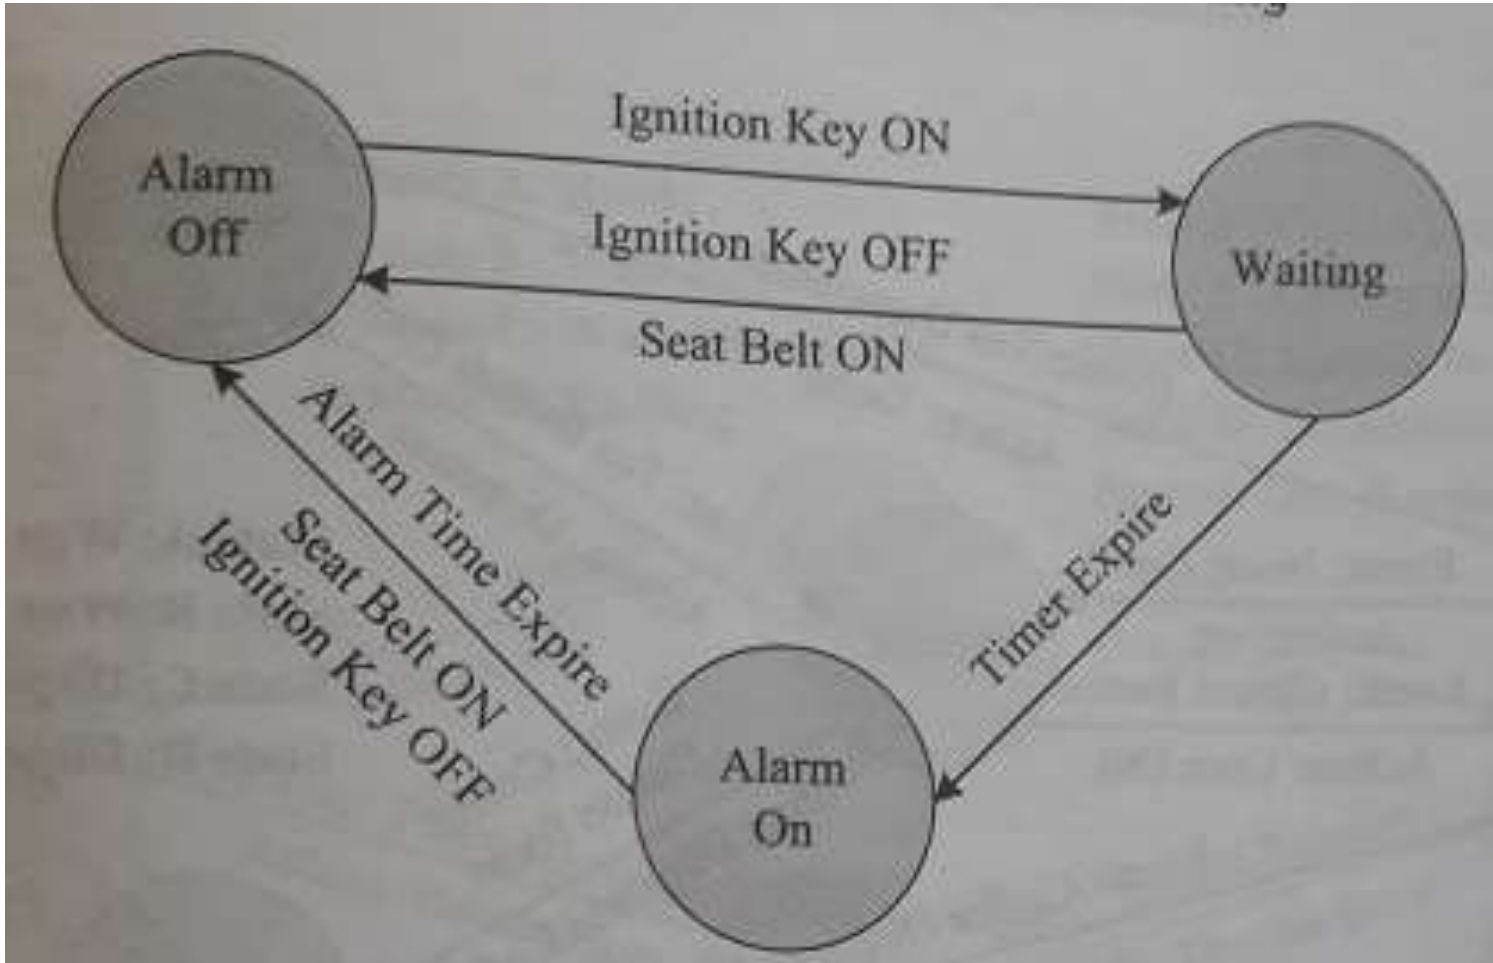 Ignition Key ON
Alarm
Off
Ignition Key OFF
Waiting
Seat Belt ON
Alarm Time Expire
Seat Belt ON
Ignition Key OFF
Timer Expire
Alarm
On